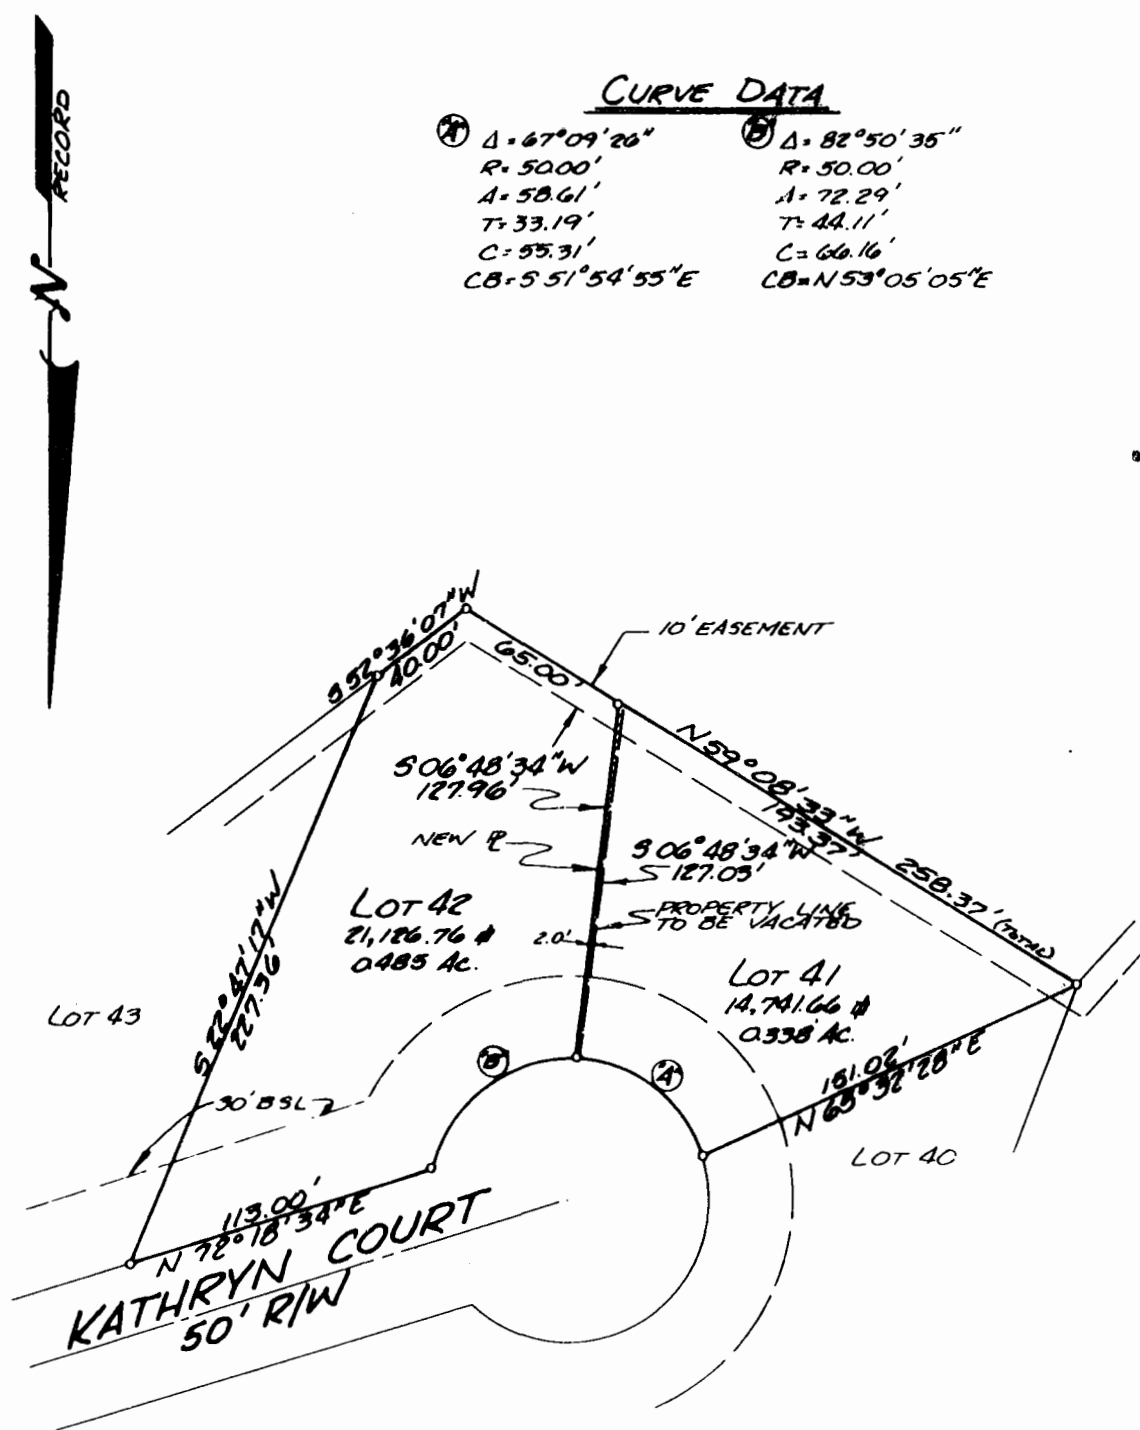 RECORD
N
CURVE DATA
"A" Δ = 67°09'26"
R = 50.00'
A = 58.61'
T = 33.19'
C = 55.31'
CB = S 51°54'55"E
"B" Δ = 82°50'35"
R = 50.00'
A = 72.29'
T = 44.11'
C = 66.16'
CB = N 53°05'05"E
S 52°36'07"W
40.00'
65.00'
10' EASEMENT
N 59°08'33"W
193.37'
258.37' (TOTAL)
S 06°48'34"W
127.96'
NEW ⅊
S 06°48'34"W
127.03'
PROPERTY LINE
TO BE VACATED
2.0'
LOT 42
21,126.76
0.485 AC.
LOT 41
14,741.66
0.338 AC.
S 22°47'17"W
227.36'
LOT 43
30' BSL
"B"
"A"
151.02'
N 65°32'28"E
LOT 40
113.00'
N 72°18'34"E
KATHRYN COURT
50' R/W